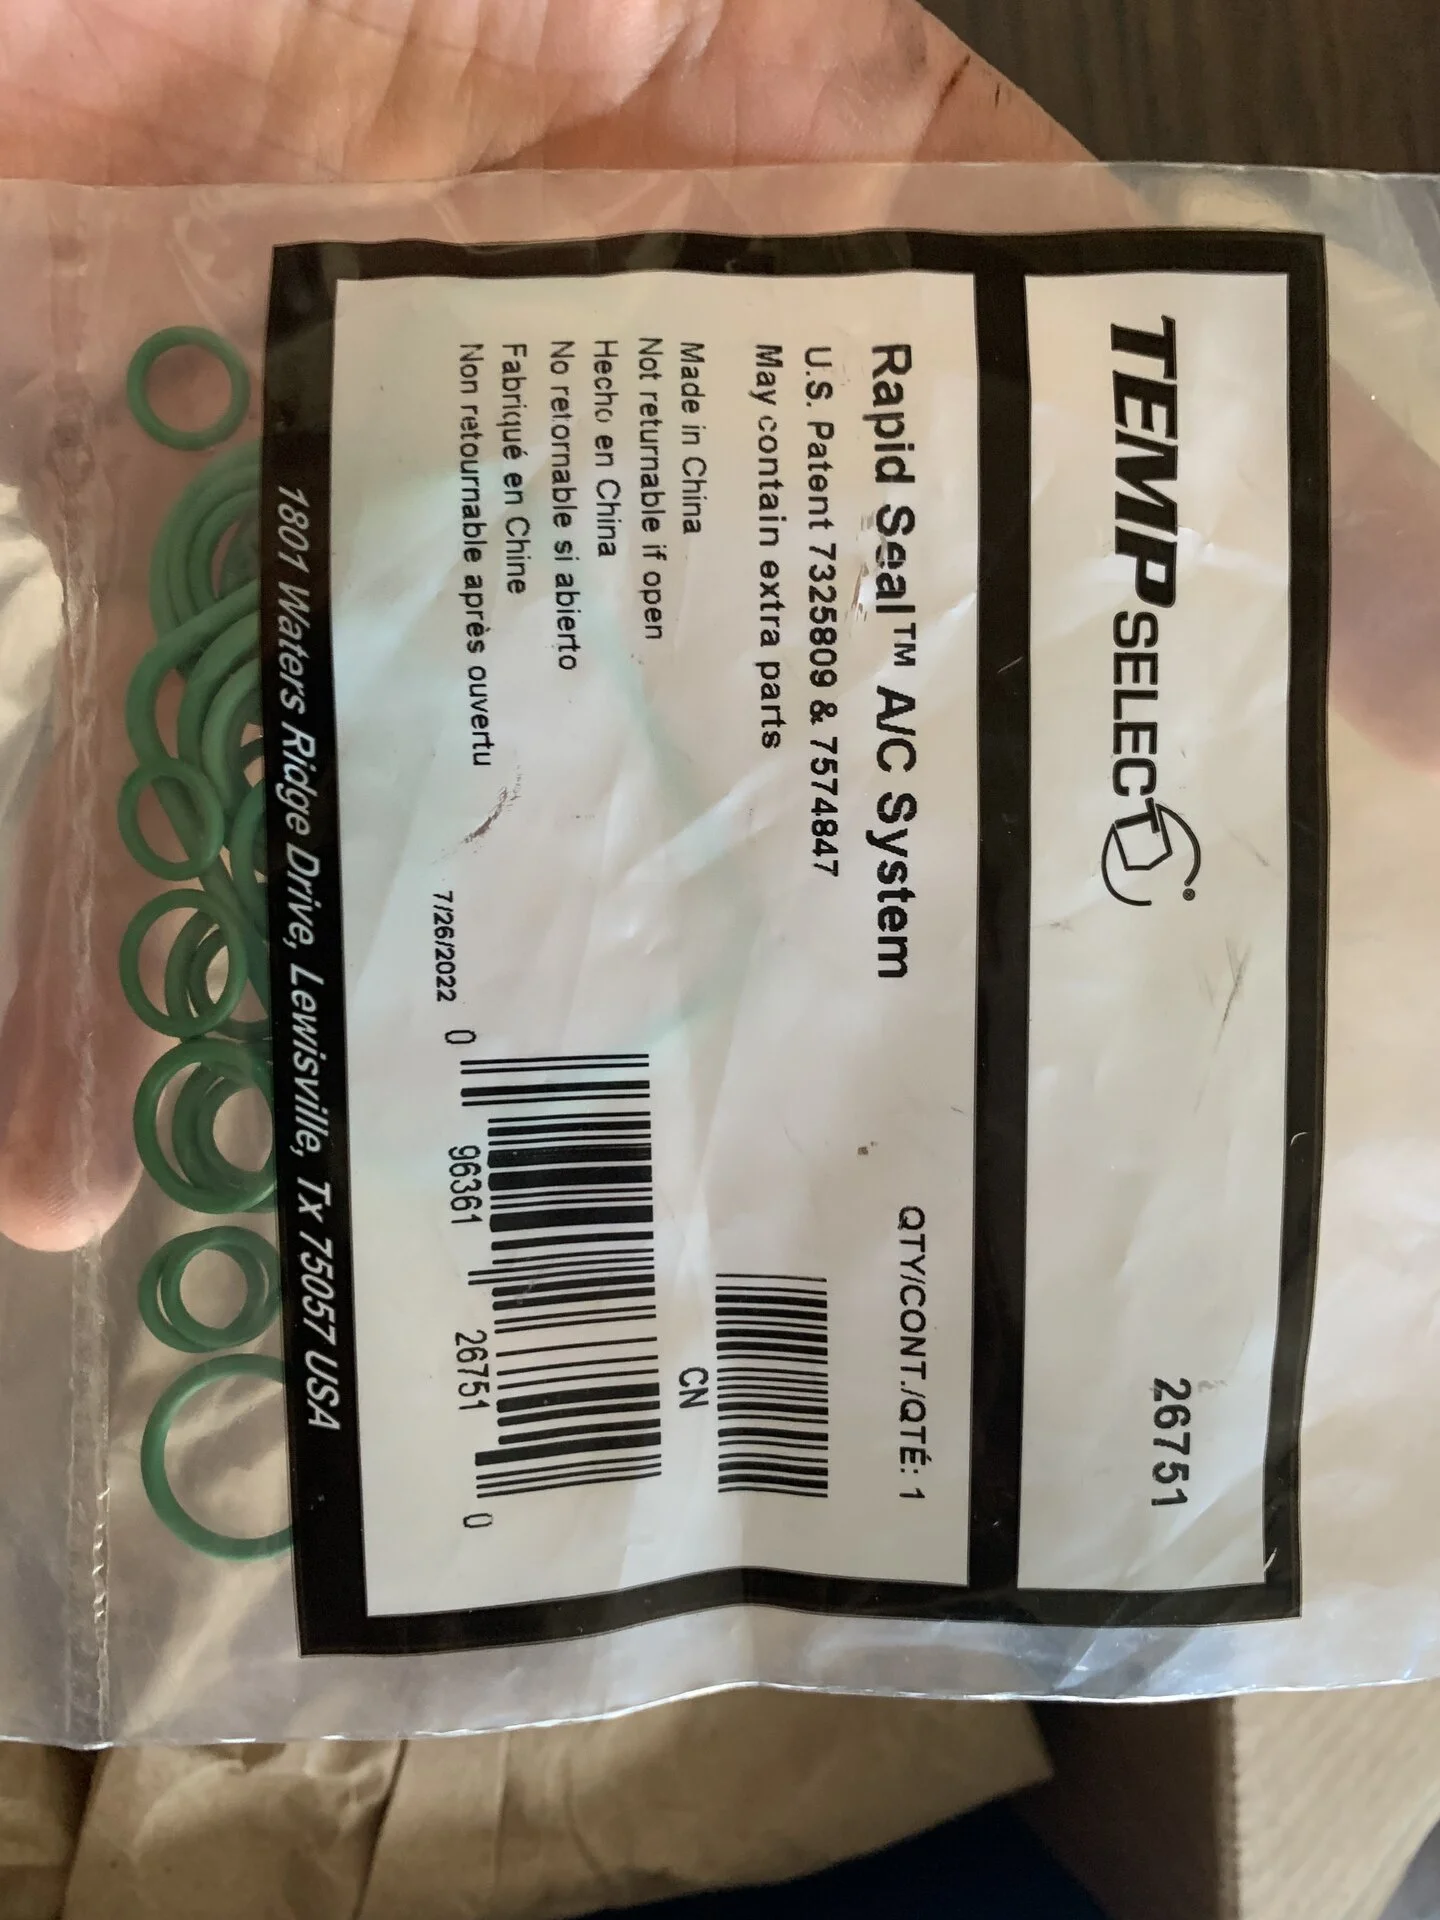 TEMPSELECT®
26751
Rapid Seal™ A/C System
QTY/CONT./QTÉ: 1
U.S. Patent 7325809 & 7574847
May contain extra parts
CN
Made in China
Not returnable if open
Hecho en China
No retornable si abierto
Fabriqué en Chine
Non retournable après ouvertu
7/26/2022
0 96361 26751 0
1801 Waters Ridge Drive, Lewisville, Tx 75057 USA